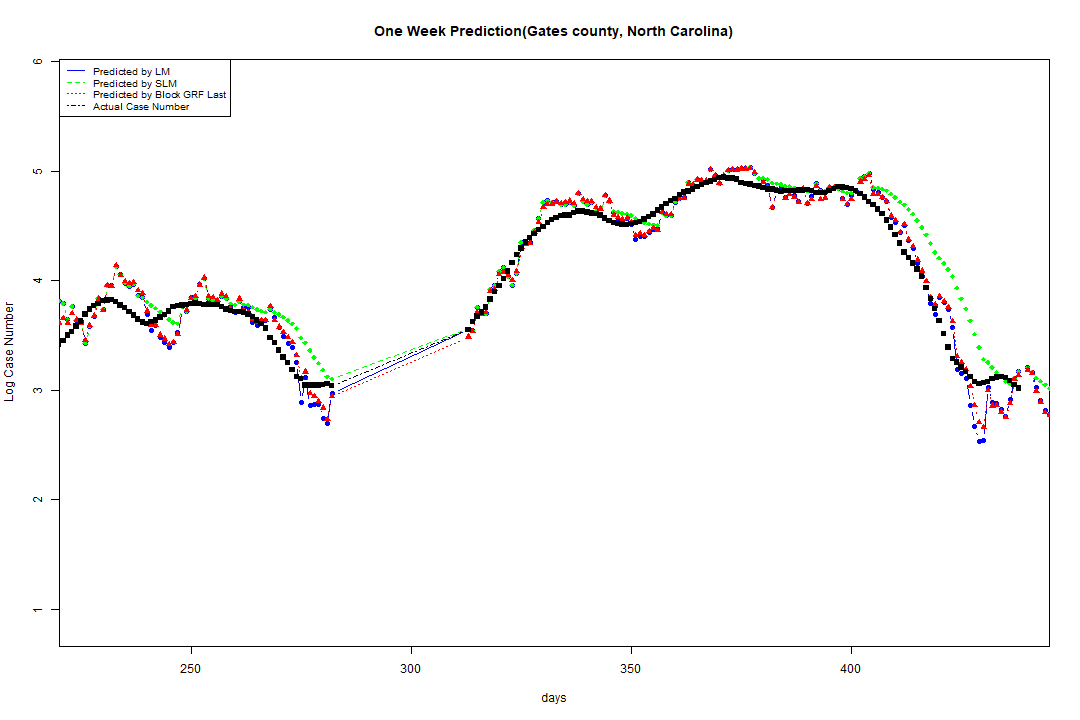 One Week Prediction(Gates county, North Carolina)
Predicted by LM
Predicted by SLM
Predicted by Block GRF Last
Actual Case Number
Log Case Number
6
5
4
3
2
1
250
300
350
400
days